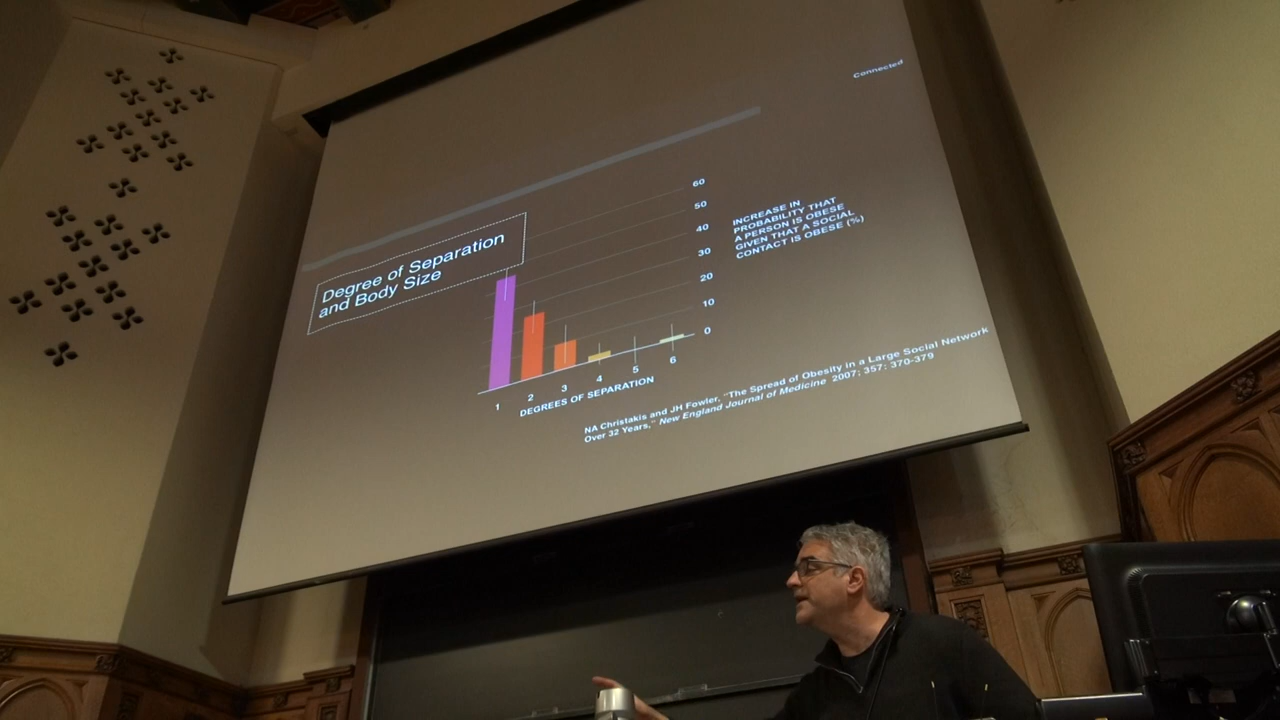 Connected
Degree of Separation
and Body Size
60
50
40
30
20
10
0
INCREASE IN
PROBABILITY THAT
A PERSON IS OBESE
GIVEN THAT A SOCIAL
CONTACT IS OBESE (%)
1
2
3
4
5
6
DEGREES OF SEPARATION
NA Christakis and JH Fowler, "The Spread of Obesity in a Large Social Network
Over 32 Years," New England Journal of Medicine 2007; 357: 370-379